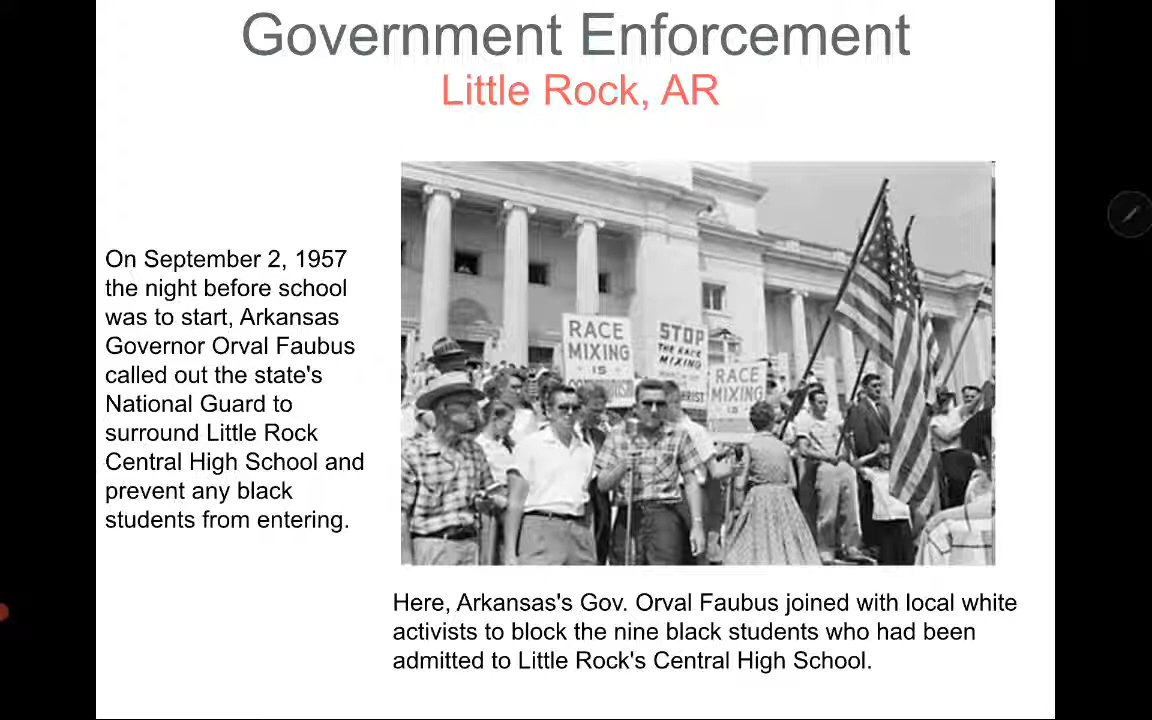 Government Enforcement
Little Rock, AR
On September 2, 1957
the night before school
was to start, Arkansas
Governor Orval Faubus
called out the state's
National Guard to
surround Little Rock
Central High School and
prevent any black
students from entering.
RACE
MIXING
IS
COMMUNISM
STOP
THE RACE
MIXING
RACE
MIXING
IS
Here, Arkansas's Gov. Orval Faubus joined with local white
activists to block the nine black students who had been
admitted to Little Rock's Central High School.